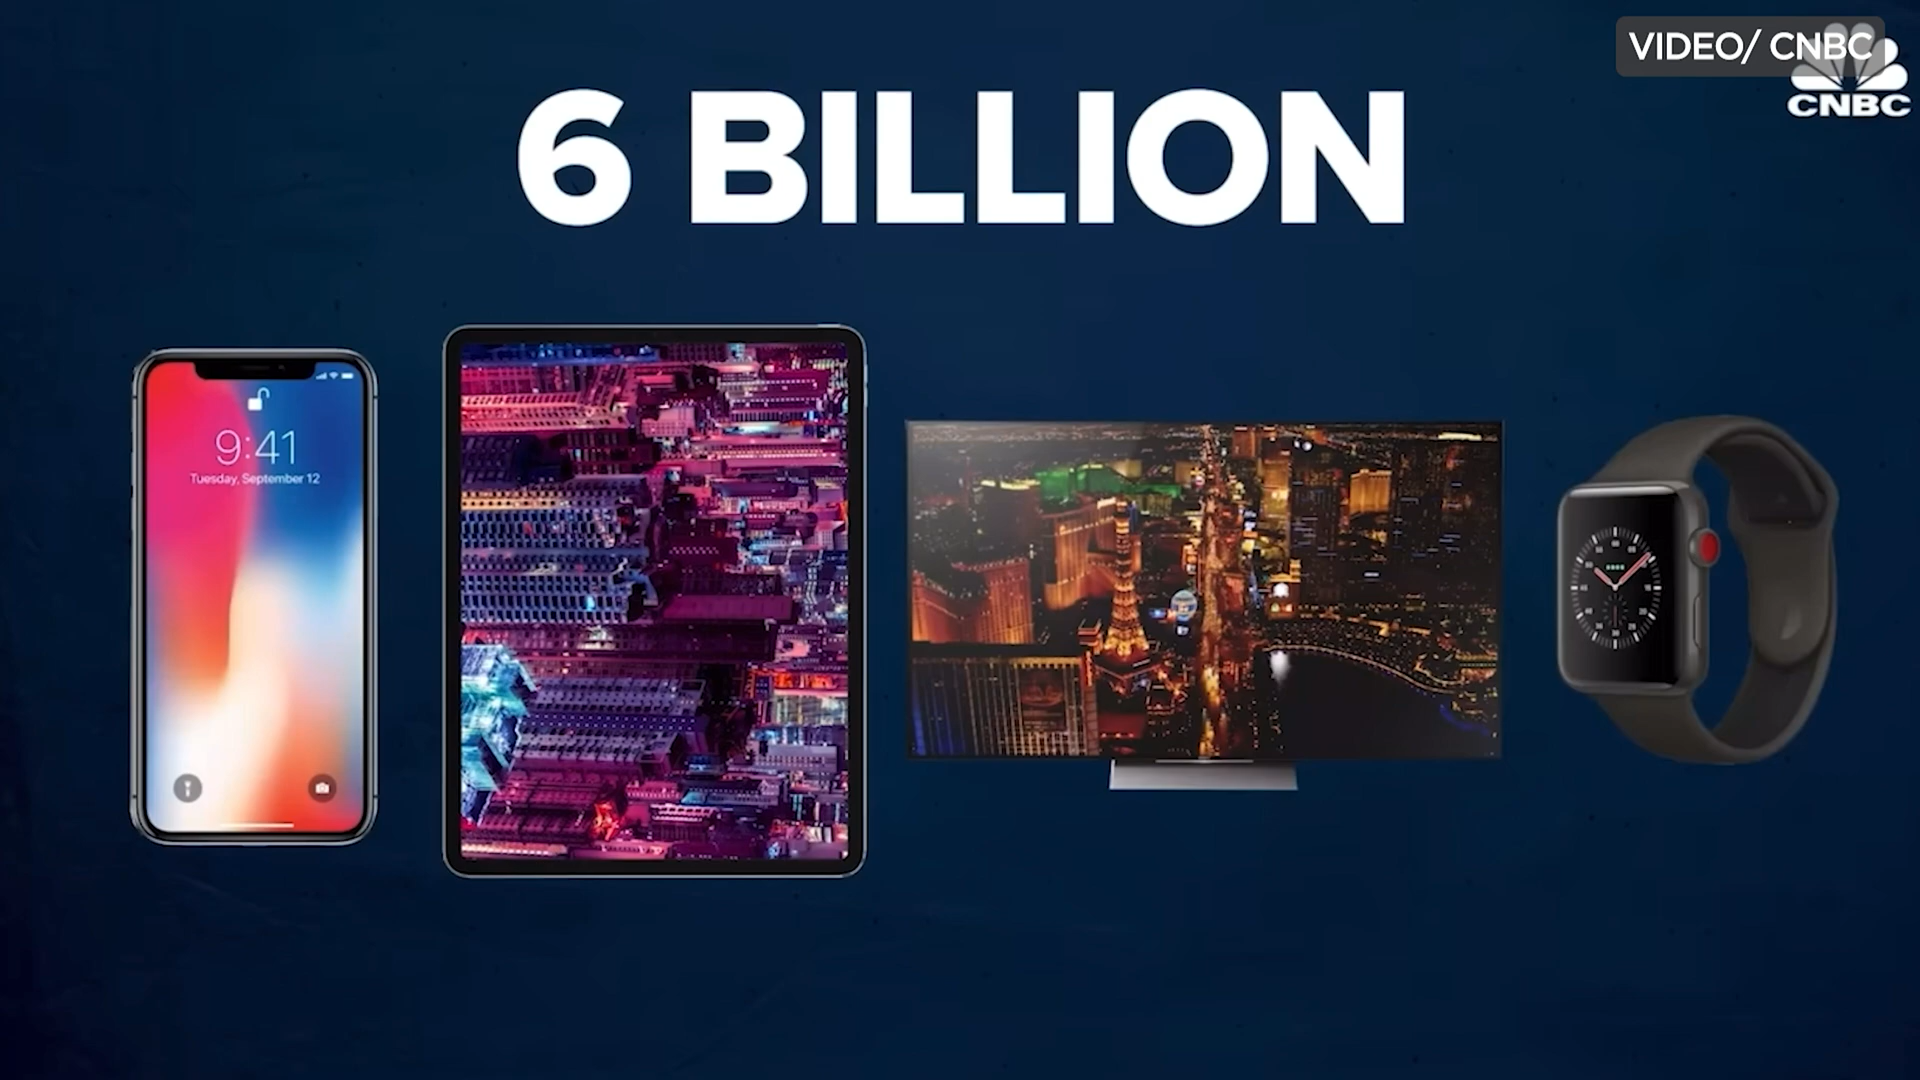 VIDEO/ CNBC
CNBC
6 BILLION
9:41
Tuesday, September 12